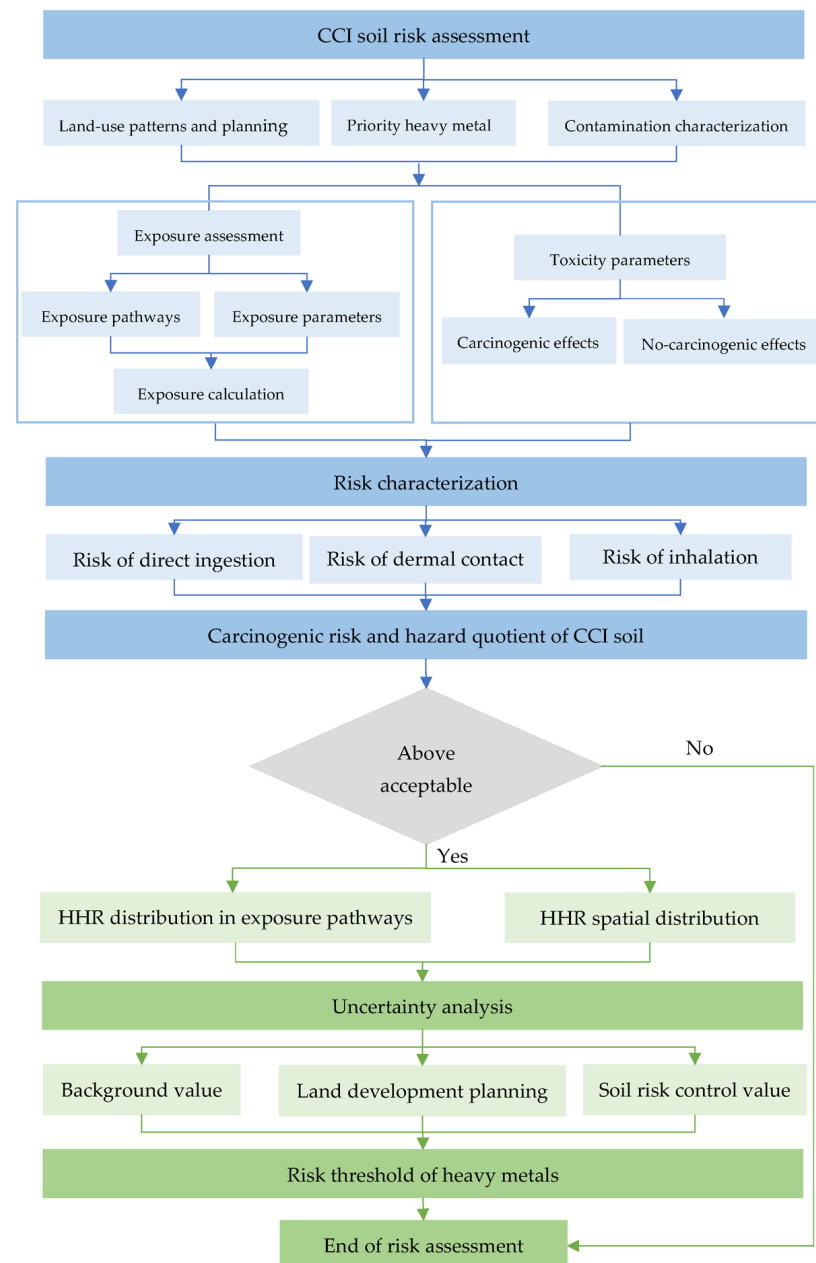 CCI soil risk assessment
Land-use patterns and planning
Priority heavy metal
Contamination characterization
Exposure assessment
Exposure pathways
Exposure parameters
Exposure calculation
Toxicity parameters
Carcinogenic effects
No-carcinogenic effects
Risk characterization
Risk of direct ingestion
Risk of dermal contact
Risk of inhalation
Carcinogenic risk and hazard quotient of CCI soil
Above
acceptable
No
Yes
HHR distribution in exposure pathways
HHR spatial distribution
Uncertainty analysis
Background value
Land development planning
Soil risk control value
Risk threshold of heavy metals
End of risk assessment